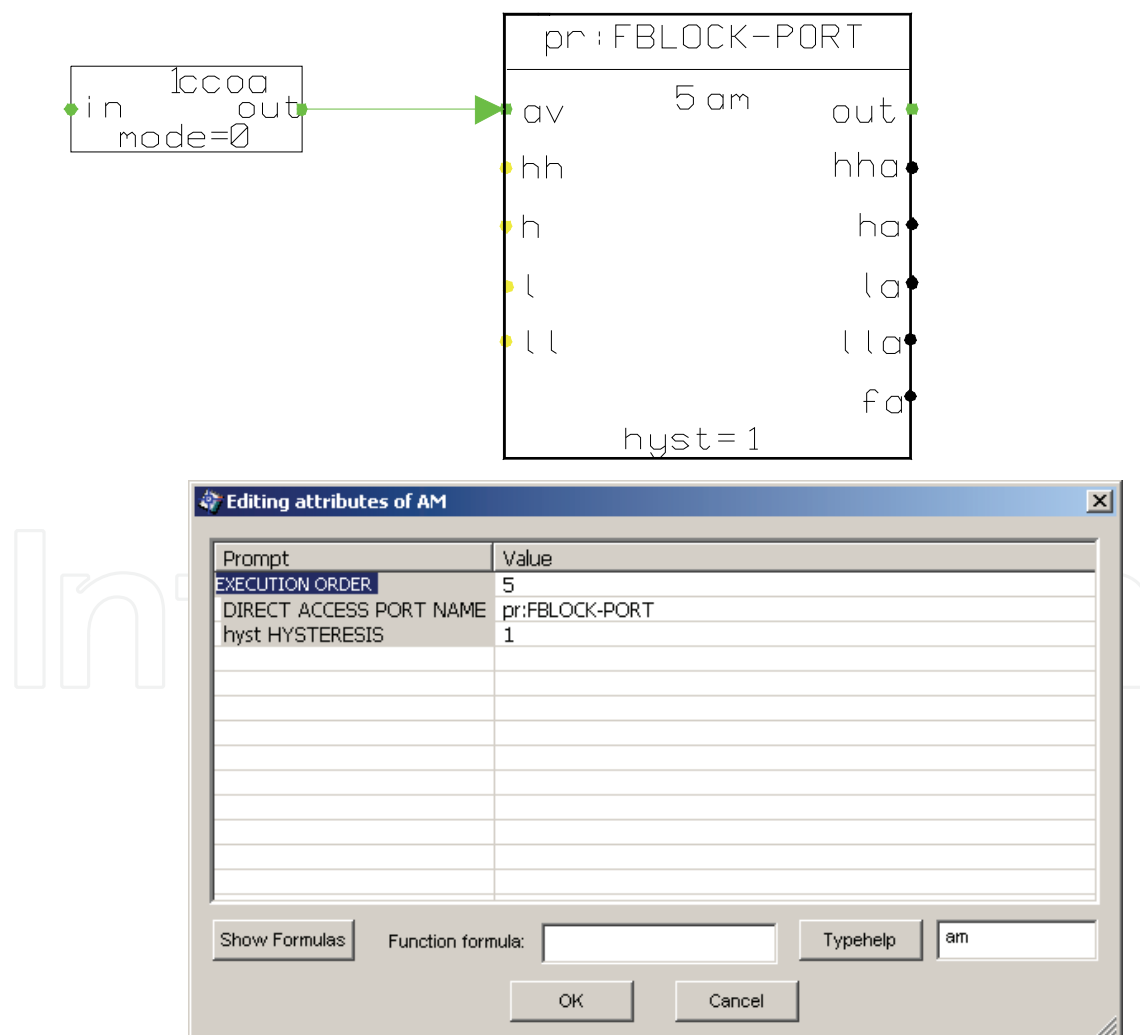 pr:FBLOCK-PORT
1ccoa
in out
mode=0
5 am
av out
hh hha
h ha
l la
ll lla
fa
hyst=1
Editing attributes of AM
Prompt Value
EXECUTION ORDER 5
DIRECT ACCESS PORT NAME pr:FBLOCK-PORT
hyst HYSTERESIS 1
Show Formulas Function formula: Typehelp am
OK Cancel